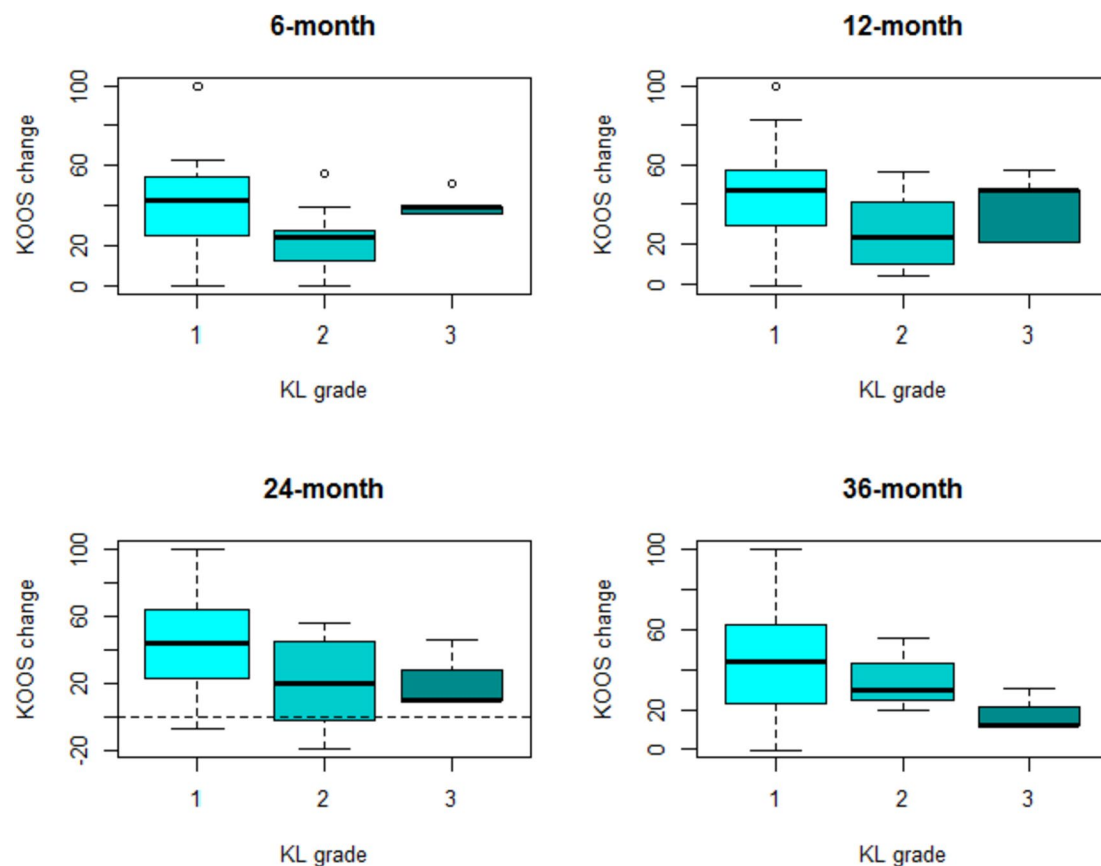 6-month
KOOS change
100
60
20
0
1 2 3
KL grade
12-month
KOOS change
100
60
20
0
1 2 3
KL grade
24-month
KOOS change
100
60
20
-20
1 2 3
KL grade
36-month
KOOS change
100
60
20
0
1 2 3
KL grade